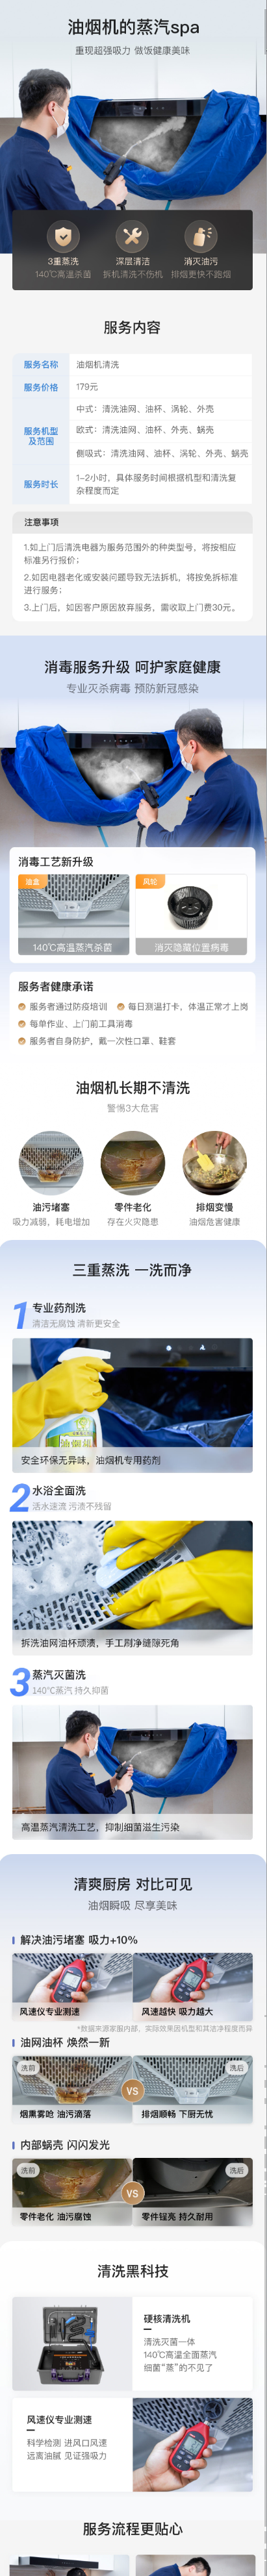 油烟机的蒸汽spa
重现超强吸力 做饭健康美味
3重蒸洗
深层清洁
消灭油污
140℃高温杀菌
拆机清洗不伤机
排烟更快不跑烟
服务内容
服务名称
油烟机清洗
服务价格
179元
服务机型
及范围
中式：清洗油网、油杯、涡轮、外壳
欧式：清洗油网、油杯、外壳、蜗壳
侧吸式：清洗油网、油杯、涡轮、外壳、蜗壳
服务时长
1~2小时，具体服务时间根据机型和清洗复
杂程度而定
注意事项
1.如上门后清洗电器为服务范围外的种类型号，将按相应
标准另行报价；
2.如因电器老化或安装问题导致无法拆机，将按免拆标准
进行服务；
3.上门后，如因客户原因放弃服务，需收取上门费30元。
消毒服务升级 呵护家庭健康
专业灭杀病毒 预防新冠感染
消毒工艺新升级
油盒
风轮
140℃高温蒸汽杀菌
消灭隐藏位置病毒
服务者健康承诺
服务者通过防疫培训
每日测温打卡，体温正常才上岗
每单作业、上门前工具消毒
服务者自身防护，戴一次性口罩、鞋套
油烟机长期不清洗
警惕3大危害
油污堵塞
零件老化
排烟变慢
吸力减弱，耗电增加
存在火灾隐患
油烟危害健康
三重蒸洗 一洗而净
1
专业药剂洗
清洁无腐蚀 清新更安全
安全环保无异味，油烟机专用药剂
2
水浴全面洗
活水速流 污渍不残留
拆洗油网油杯顽渍，手工刷净缝隙死角
3
蒸汽灭菌洗
140℃蒸汽 持久抑菌
高温蒸汽清洗工艺，抑制细菌滋生污染
清爽厨房 对比可见
油烟瞬吸 尽享美味
解决油污堵塞 吸力+10%
风速仪专业测速
风速越快 吸力越大
*数据来源家服内部、实际效果因机型和其洁净程度而异
油网油杯 焕然一新
洗前
洗后
VS
烟熏雾呛 油污滴落
排烟顺畅 下厨无忧
内部蜗壳 闪闪发光
洗前
洗后
VS
零件老化 油污腐蚀
零件锃亮 持久耐用
清洗黑科技
硬核清洗机
清洗灭菌一体
140℃高温全面蒸汽
细菌“蒸”的不见了
风速仪专业测速
科学检测 进风口风速
远离油腻 见证强吸力
服务流程更贴心